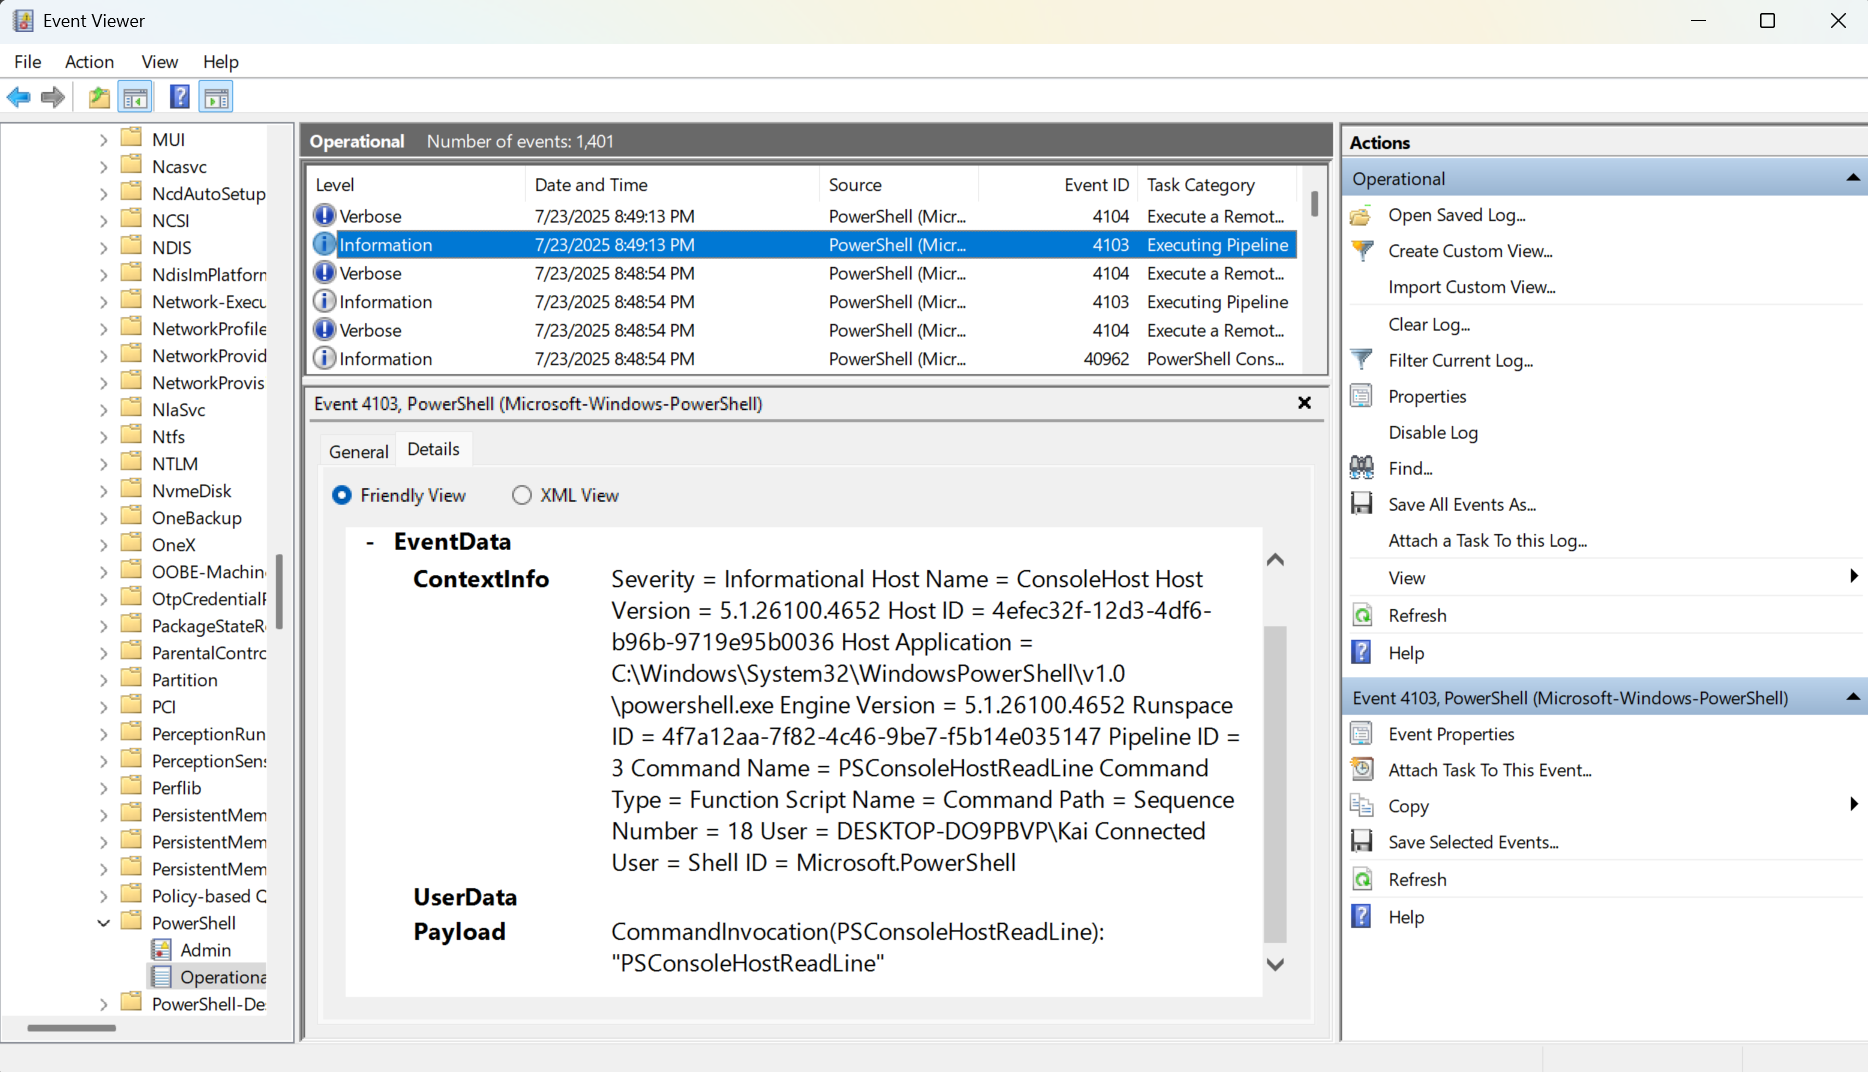 Event Viewer
File Action View Help
MUI
Ncasvc
NcdAutoSetup
NCSI
NDIS
NdisImPlatforn
Network-Execu
NetworkProfile
NetworkProvid
NetworkProvis
NlaSvc
Ntfs
NTLM
NvmeDisk
OneBackup
OneX
OOBE-Machin
OtpCredentialF
PackageStateR
ParentalContro
Partition
PCI
PerceptionRun
PerceptionSens
Perflib
PersistentMem
PersistentMem
PersistentMem
Policy-based Q
PowerShell
Admin
Operationa
PowerShell-De
Operational Number of events: 1,401
Level Date and Time Source Event ID Task Category
Verbose 7/23/2025 8:49:13 PM PowerShell (Micr... 4104 Execute a Remot...
Information 7/23/2025 8:49:13 PM PowerShell (Micr... 4103 Executing Pipeline
Verbose 7/23/2025 8:48:54 PM PowerShell (Micr... 4104 Execute a Remot...
Information 7/23/2025 8:48:54 PM PowerShell (Micr... 4103 Executing Pipeline
Verbose 7/23/2025 8:48:54 PM PowerShell (Micr... 4104 Execute a Remot...
Information 7/23/2025 8:48:54 PM PowerShell (Micr... 40962 PowerShell Cons...
Event 4103, PowerShell (Microsoft-Windows-PowerShell)
General Details
Friendly View XML View
- EventData
ContextInfo Severity = Informational Host Name = ConsoleHost Host
Version = 5.1.26100.4652 Host ID = 4efec32f-12d3-4df6-
b96b-9719e95b0036 Host Application =
C:\Windows\System32\WindowsPowerShell\v1.0
\powershell.exe Engine Version = 5.1.26100.4652 Runspace
ID = 4f7a12aa-7f82-4c46-9be7-f5b14e035147 Pipeline ID =
3 Command Name = PSConsoleHostReadLine Command
Type = Function Script Name = Command Path = Sequence
Number = 18 User = DESKTOP-DO9PBVP\Kai Connected
User = Shell ID = Microsoft.PowerShell
UserData
Payload CommandInvocation(PSConsoleHostReadLine):
"PSConsoleHostReadLine"
Actions
Operational
Open Saved Log...
Create Custom View...
Import Custom View...
Clear Log...
Filter Current Log...
Properties
Disable Log
Find...
Save All Events As...
Attach a Task To this Log...
View
Refresh
Help
Event 4103, PowerShell (Microsoft-Windows-PowerShell)
Event Properties
Attach Task To This Event...
Copy
Save Selected Events...
Refresh
Help